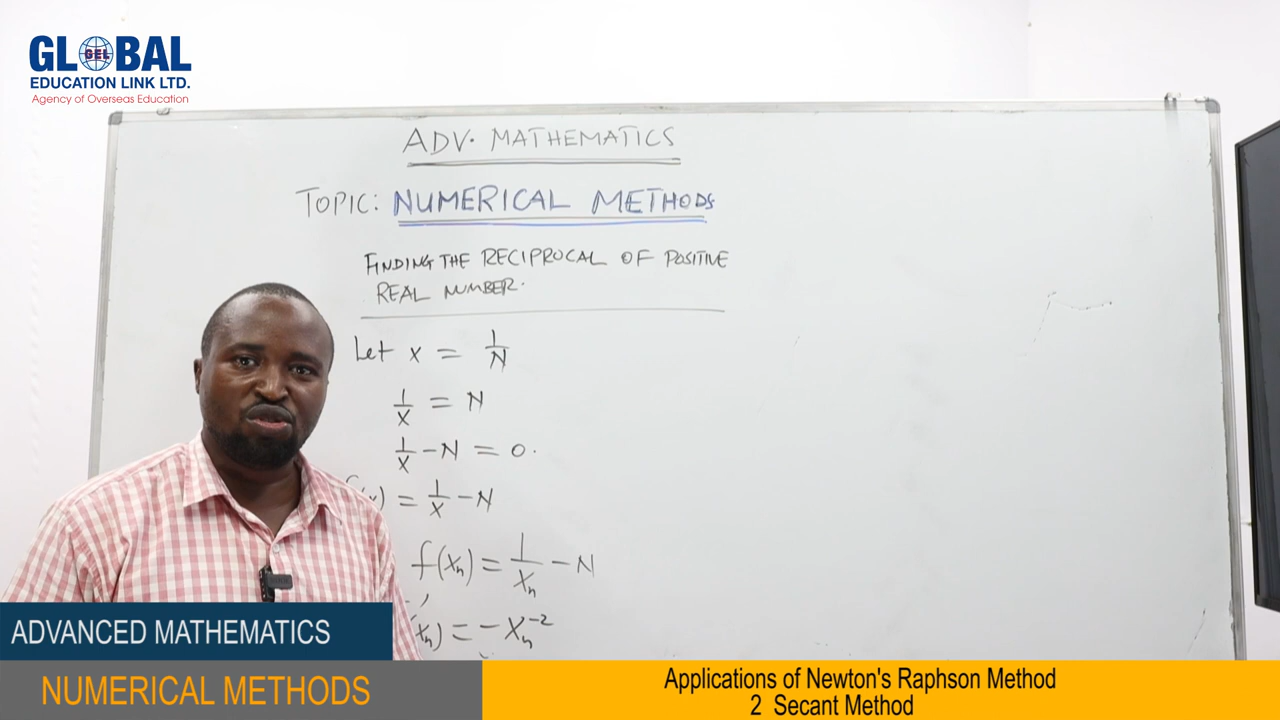 GLOBAL
GEL
EDUCATION LINK LTD.
Agency of Overseas Education
ADV. MATHEMATICS
TOPIC: NUMERICAL METHODS
FINDING THE RECIPROCAL OF POSITIVE
REAL NUMBER.
Let x = 1/N
1/x = N
1/x - N = 0.
(x) = 1/x - N
f(xₙ) = 1/xₙ - N
(xₙ) = -xₙ⁻²
ADVANCED MATHEMATICS
NUMERICAL METHODS
Applications of Newton's Raphson Method
2 Secant Method